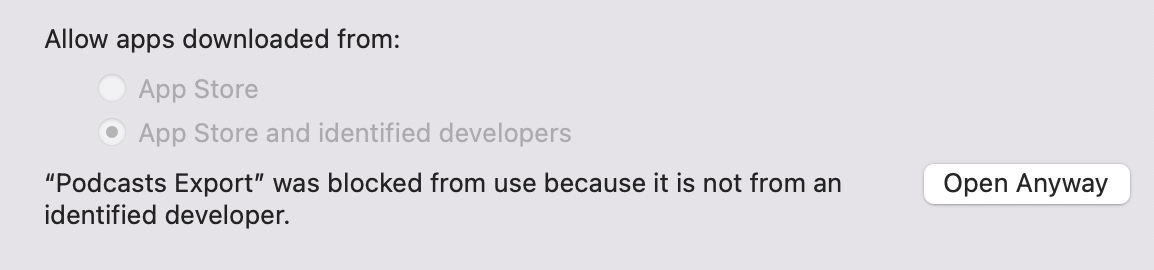 Allow apps downloaded from:
App Store
App Store and identified developers
“Podcasts Export” was blocked from use because it is not from an
identified developer.
Open Anyway